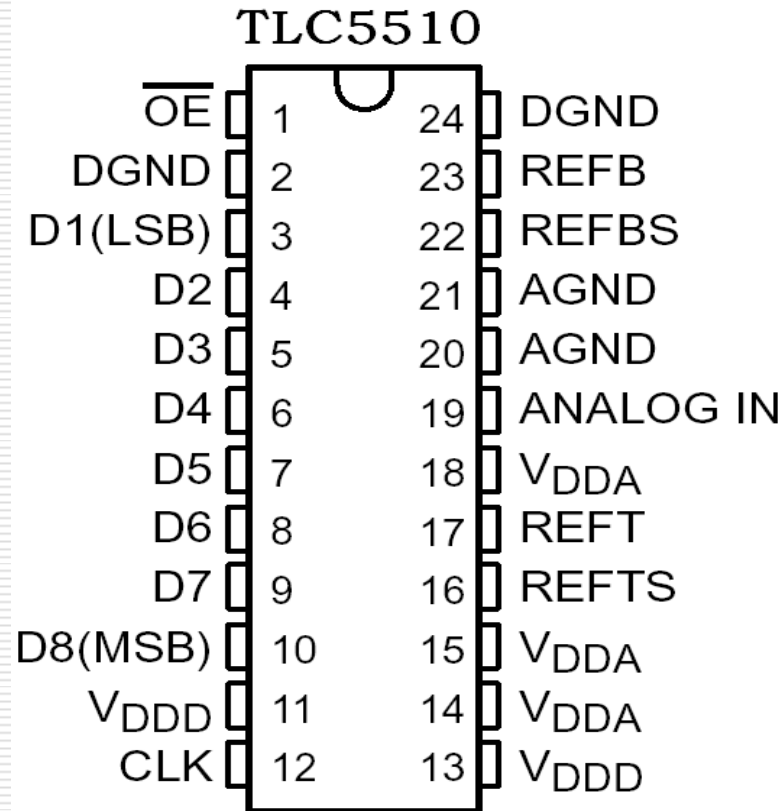 TLC5510
OE 1 24 DGND
DGND 2 23 REFB
D1(LSB) 3 22 REFBS
D2 4 21 AGND
D3 5 20 AGND
D4 6 19 ANALOG IN
D5 7 18 VDDA
D6 8 17 REFT
D7 9 16 REFTS
D8(MSB) 10 15 VDDA
VDDD 11 14 VDDA
CLK 12 13 VDDD